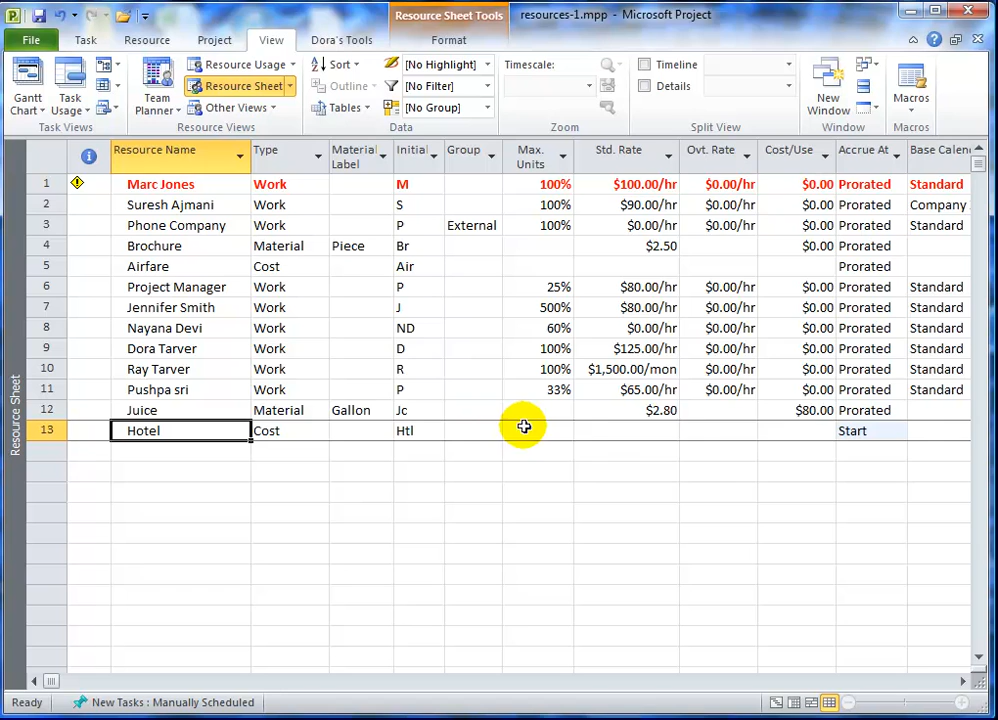 Resource Sheet Tools
resources-1.mpp - Microsoft Project
File Task Resource Project View Dora's Tools Format
Gantt Chart
Task Usage
Task Views
Team Planner
Resource Usage
Resource Sheet
Other Views
Resource Views
Sort
Outline
Tables
[No Highlight]
[No Filter]
[No Group]
Data
Timescale:
Zoom
Timeline
Details
Split View
New Window
Window
Macros
Macros
Resource Name Type Material Label Initial Group Max. Units Std. Rate Ovt. Rate Cost/Use Accrue At Base Calen
1 Marc Jones Work M 100% $100.00/hr $0.00/hr $0.00 Prorated Standard
2 Suresh Ajmani Work S 100% $90.00/hr $0.00/hr $0.00 Prorated Company
3 Phone Company Work P External 100% $0.00/hr $0.00/hr $0.00 Prorated Standard
4 Brochure Material Piece Br $2.50 $0.00 Prorated
5 Airfare Cost Air Prorated
6 Project Manager Work P 25% $80.00/hr $0.00/hr $0.00 Prorated Standard
7 Jennifer Smith Work J 500% $80.00/hr $0.00/hr $0.00 Prorated Standard
8 Nayana Devi Work ND 60% $0.00/hr $0.00/hr $0.00 Prorated Standard
9 Dora Tarver Work D 100% $125.00/hr $0.00/hr $0.00 Prorated Standard
10 Ray Tarver Work R 100% $1,500.00/mon $0.00/hr $0.00 Prorated Standard
11 Pushpa sri Work P 33% $65.00/hr $0.00/hr $0.00 Prorated Standard
12 Juice Material Gallon Jc $2.80 $80.00 Prorated
13 Hotel Cost Htl Start
Resource Sheet
Ready New Tasks : Manually Scheduled